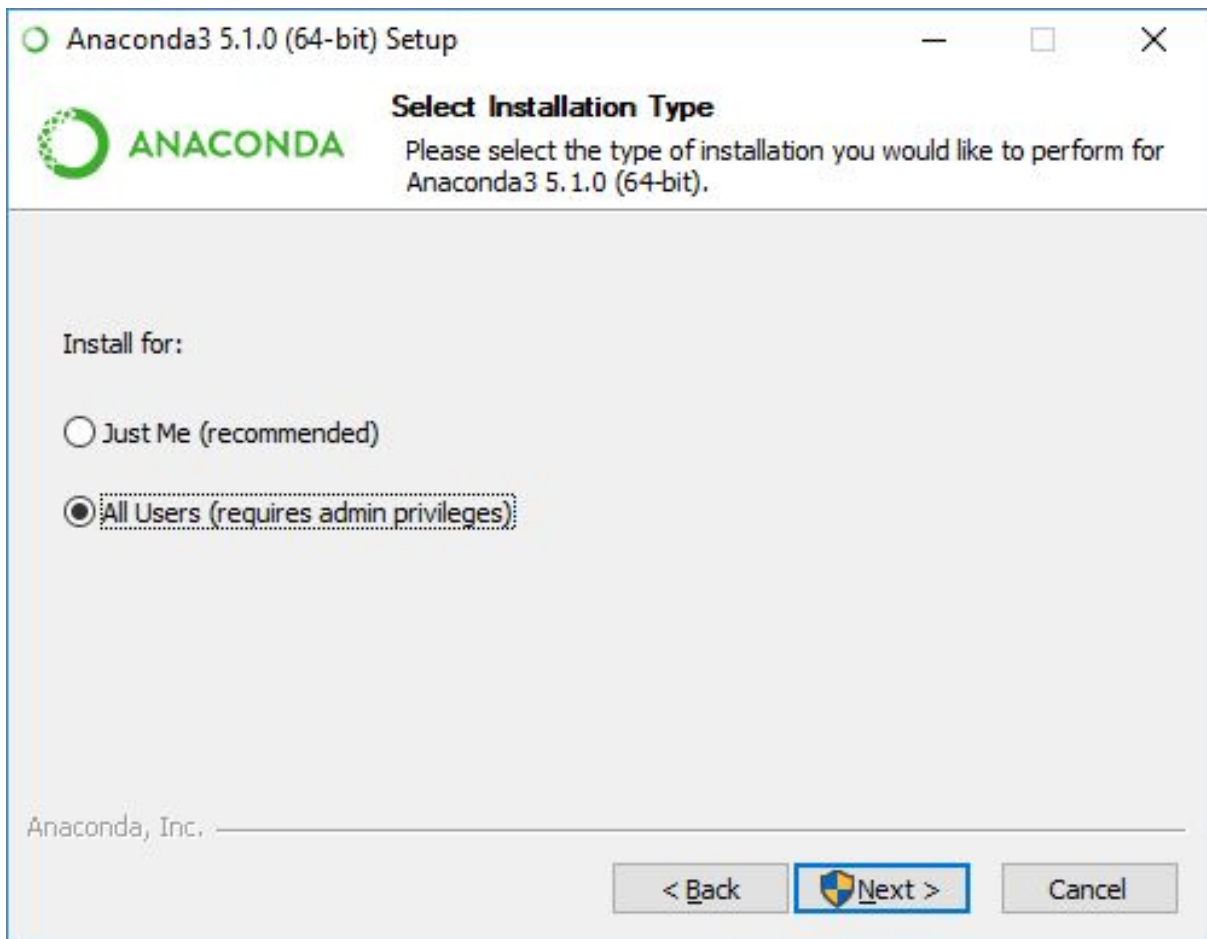 Anaconda3 5.1.0 (64-bit) Setup
ANACONDA
Select Installation Type
Please select the type of installation you would like to perform for
Anaconda3 5.1.0 (64-bit).
Install for:
Just Me (recommended)
All Users (requires admin privileges)
Anaconda, Inc.
< Back
Next >
Cancel